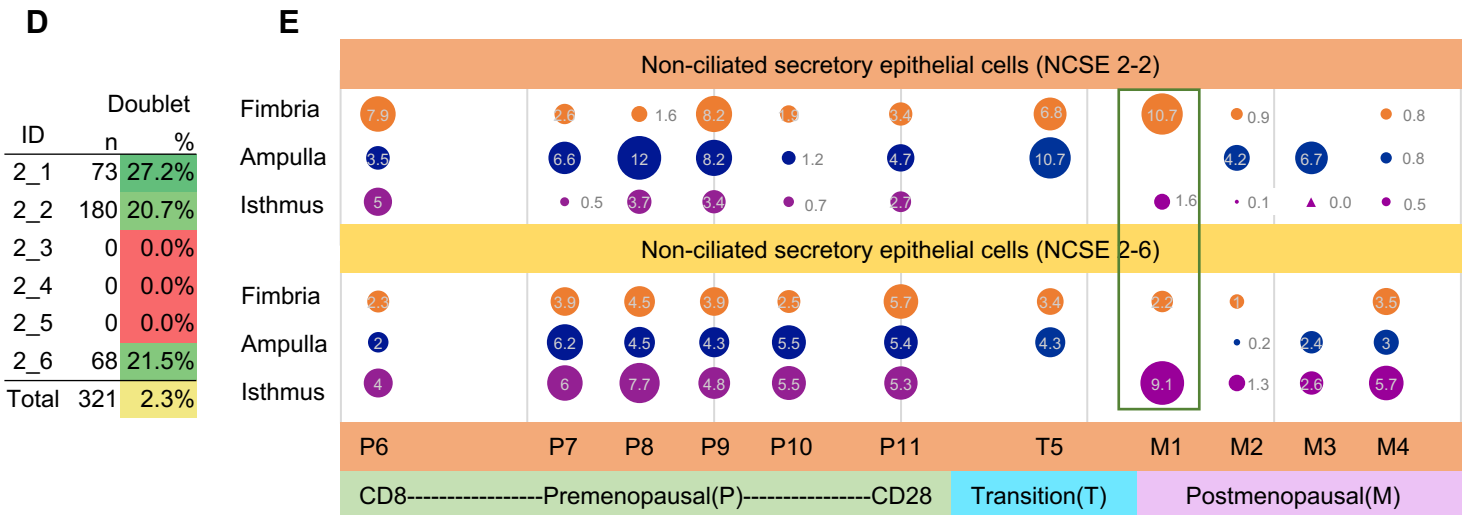 D
E
Doublet
ID n %
2_1 73 27.2%
2_2 180 20.7%
2_3 0 0.0%
2_4 0 0.0%
2_5 0 0.0%
2_6 68 21.5%
Total 321 2.3%
Non-ciliated secretory epithelial cells (NCSE 2-2)
Fimbria 7.9 2.6 1.6 8.2 1.9 3.4 6.8 10.7 0.9 0.8
Ampulla 3.5 6.6 12 8.2 1.2 4.7 10.7 4.2 6.7 0.8
Isthmus 5 0.5 3.7 3.4 0.7 2.7 1.6 0.1 0.0 0.5
Non-ciliated secretory epithelial cells (NCSE 2-6)
Fimbria 2.3 3.9 4.5 3.9 2.5 5.7 3.4 2.2 1 3.5
Ampulla 2 6.2 4.5 4.3 5.5 5.4 4.3 0.2 2.4 3
Isthmus 4 6 7.7 4.8 5.5 5.3 9.1 1.3 2.6 5.7
P6 P7 P8 P9 P10 P11 T5 M1 M2 M3 M4
CD8-----------------Premenopausal(P)----------------CD28 Transition(T) Postmenopausal(M)